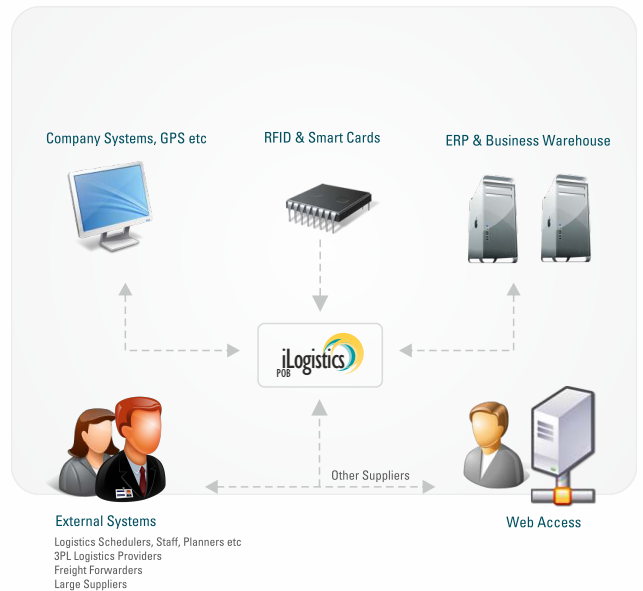 Company Systems, GPS etc
RFID & Smart Cards
ERP & Business Warehouse
iLogistics
POB
Other Suppliers
External Systems
Web Access
Logistics Schedulers, Staff, Planners etc
3PL Logistics Providers
Freight Forwarders
Large Suppliers